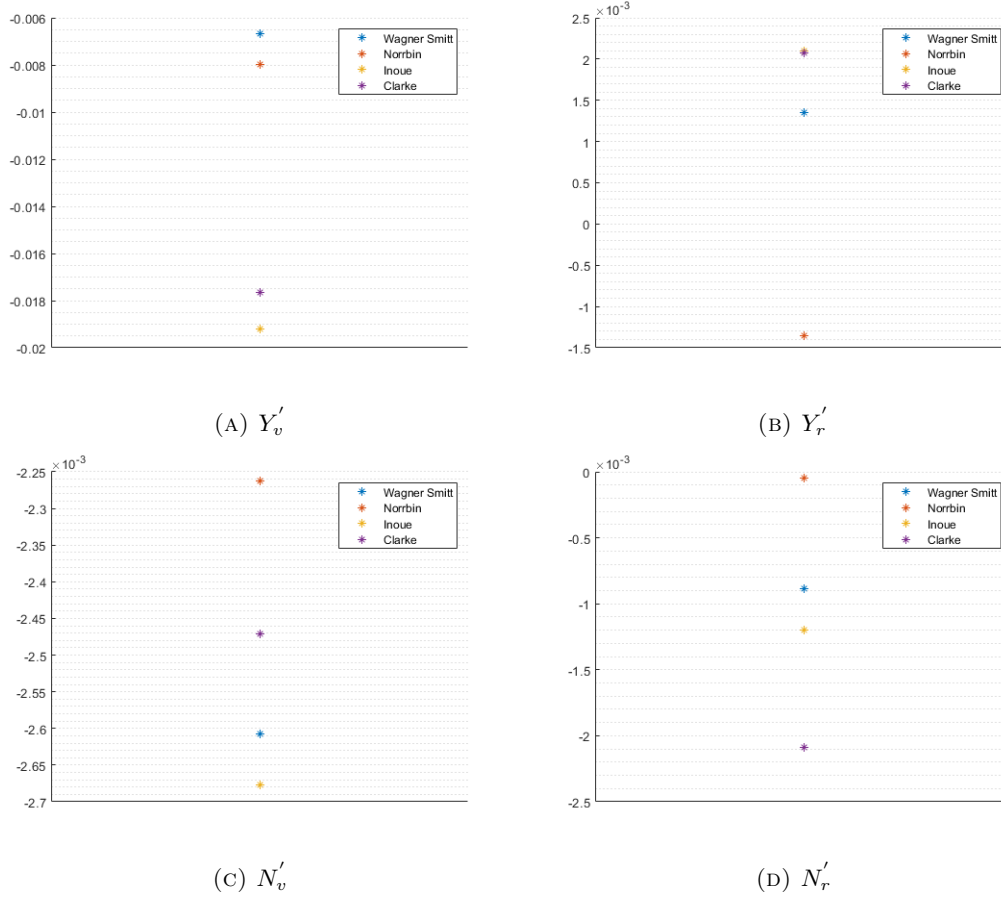 -0.006
-0.008
-0.01
-0.012
-0.014
-0.016
-0.018
-0.02
Wagner Smitt
Norrbin
Inoue
Clarke
(A) Y'v
×10-3
2.5
2
1.5
1
0.5
0
-0.5
-1
-1.5
Wagner Smitt
Norrbin
Inoue
Clarke
(B) Y'r
×10-3
-2.25
-2.3
-2.35
-2.4
-2.45
-2.5
-2.55
-2.6
-2.65
-2.7
Wagner Smitt
Norrbin
Inoue
Clarke
(C) N'v
×10-3
0
-0.5
-1
-1.5
-2
-2.5
Wagner Smitt
Norrbin
Inoue
Clarke
(D) N'r